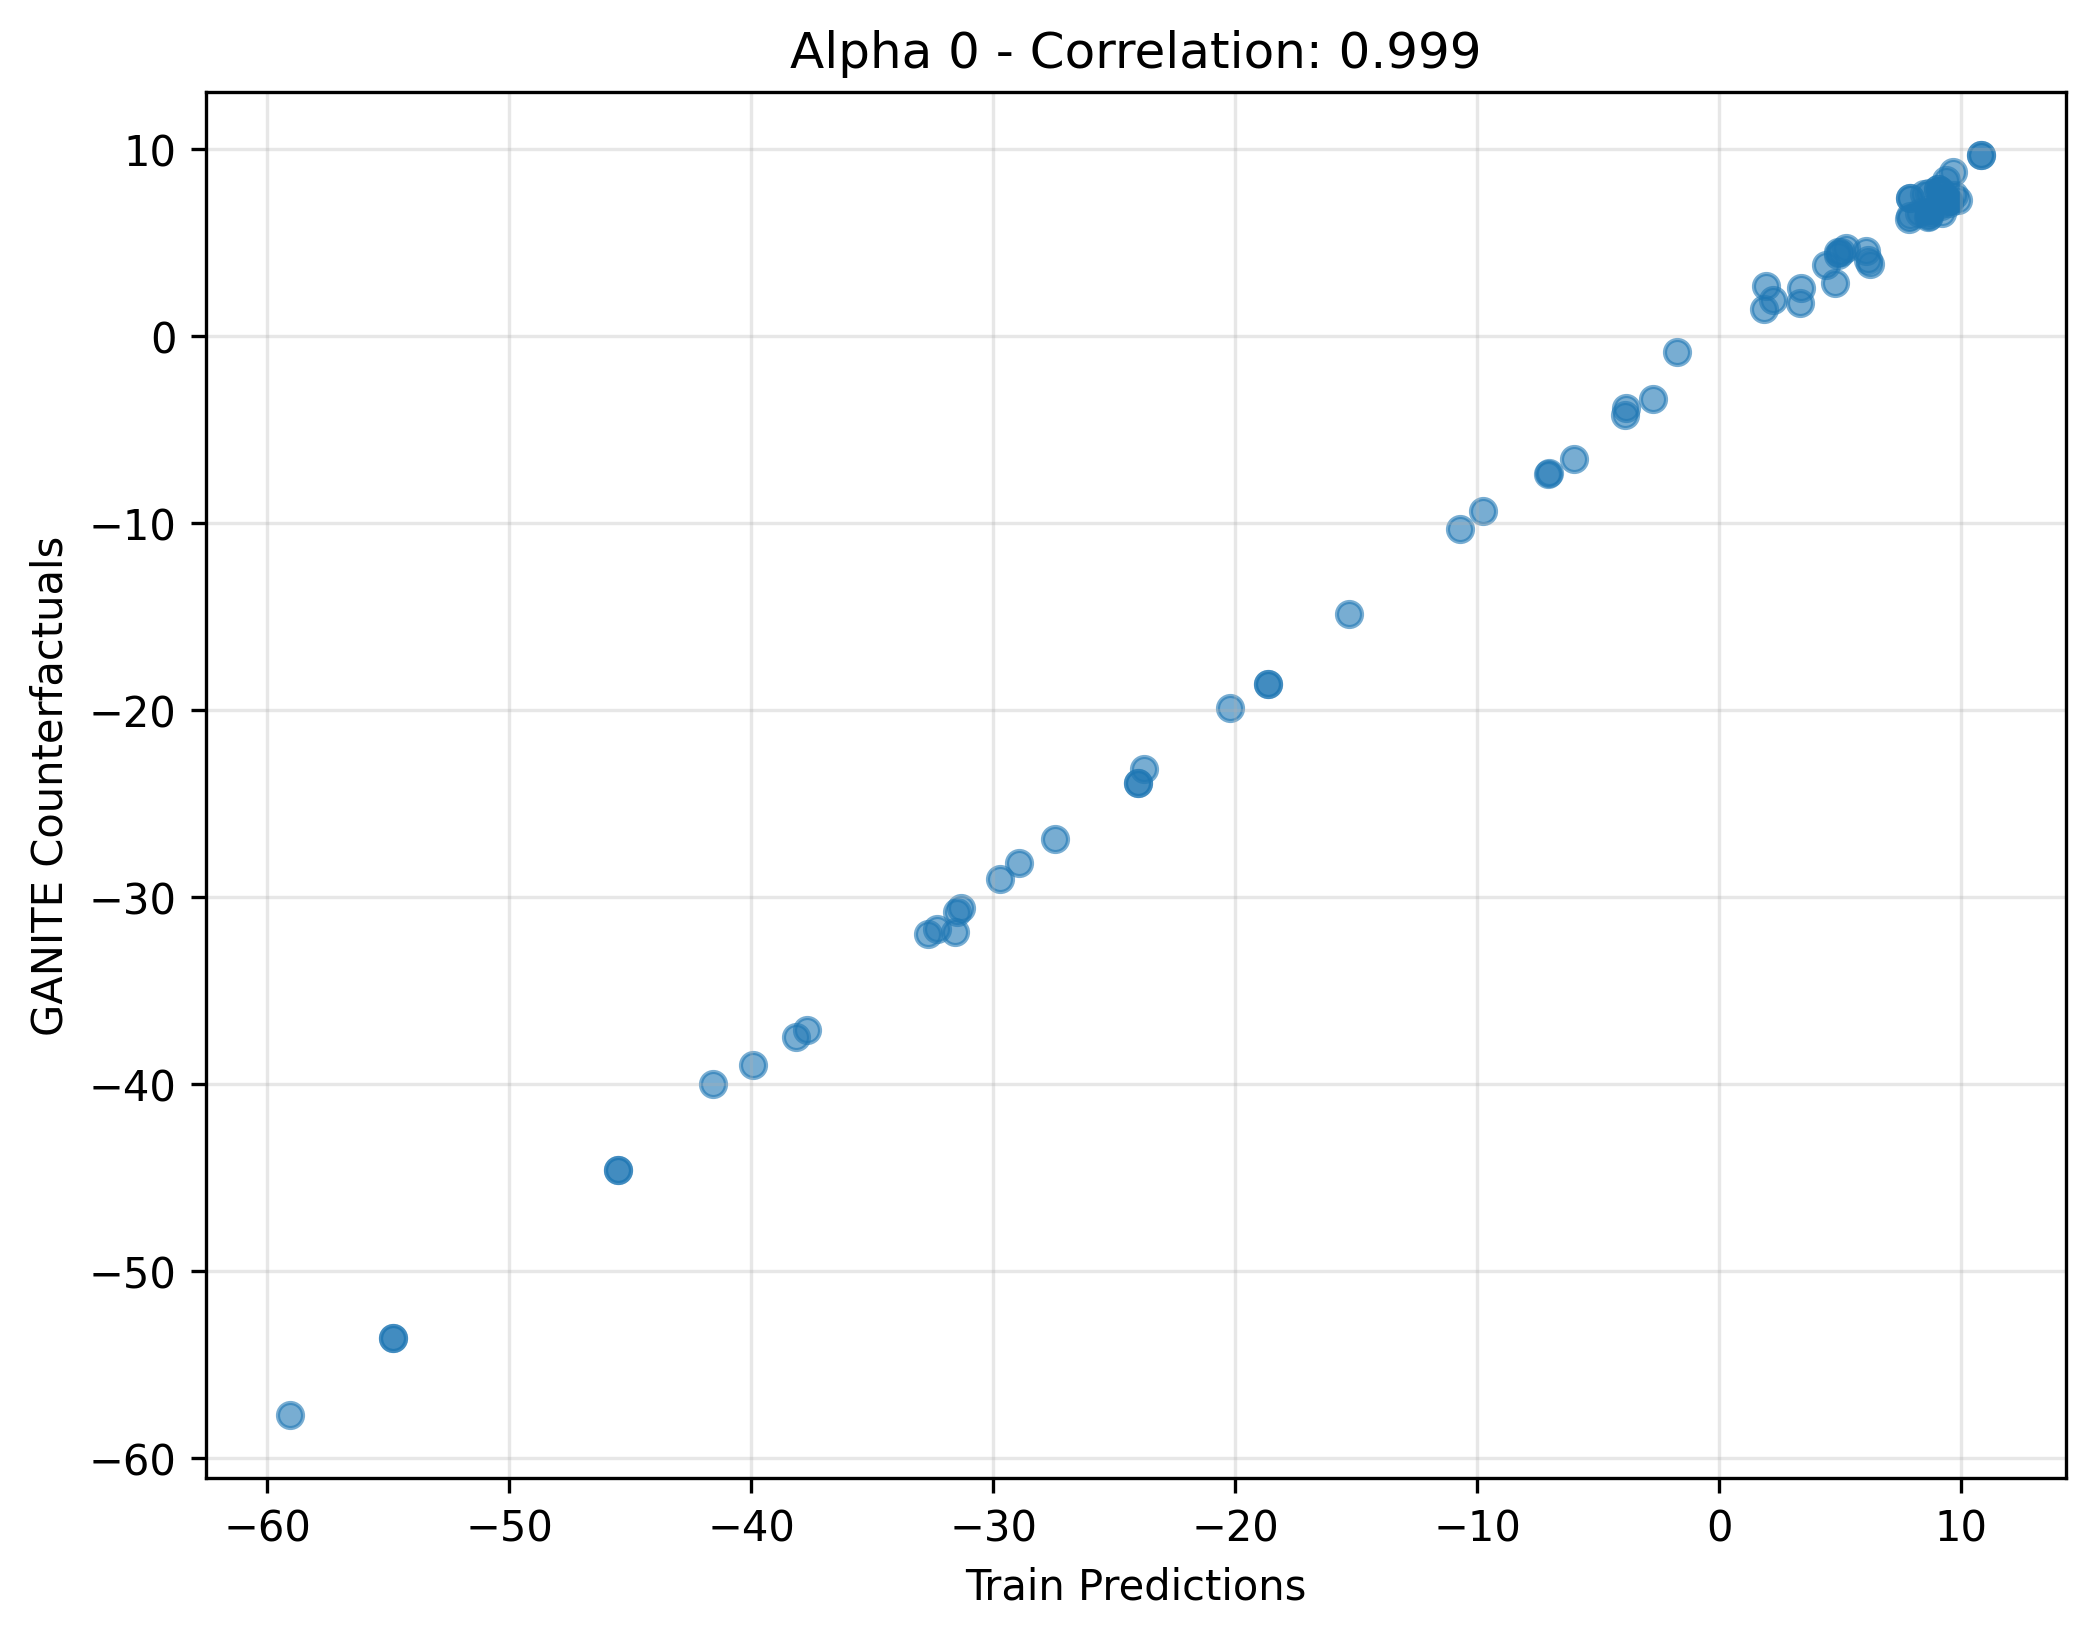 Alpha 0 - Correlation: 0.999
10
0
−10
−20
−30
−40
−50
−60
GANITE Counterfactuals
−60 −50 −40 −30 −20 −10 0 10
Train Predictions